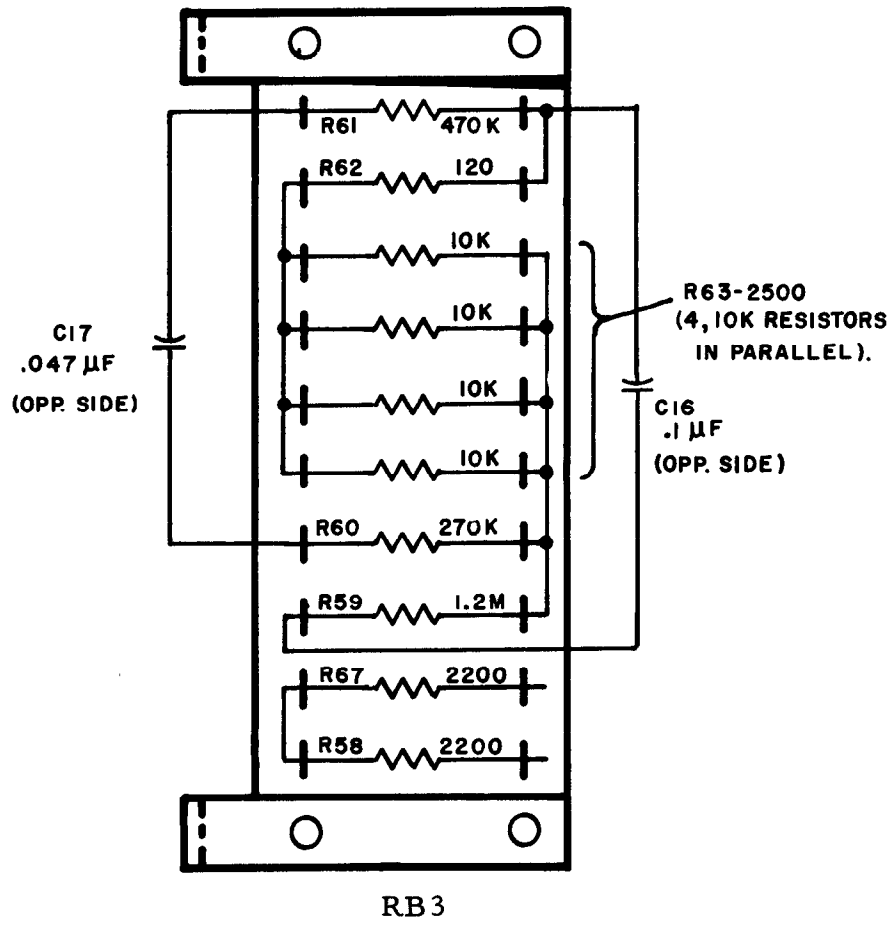 R61 470K
R62 120
10K
10K
10K
10K
R60 270K
R59 1.2M
R67 2200
R58 2200
C17
.047 µF
(OPP. SIDE)
R63-2500
(4, 10K RESISTORS
IN PARALLEL).
C16
.1 µF
(OPP. SIDE)
RB3